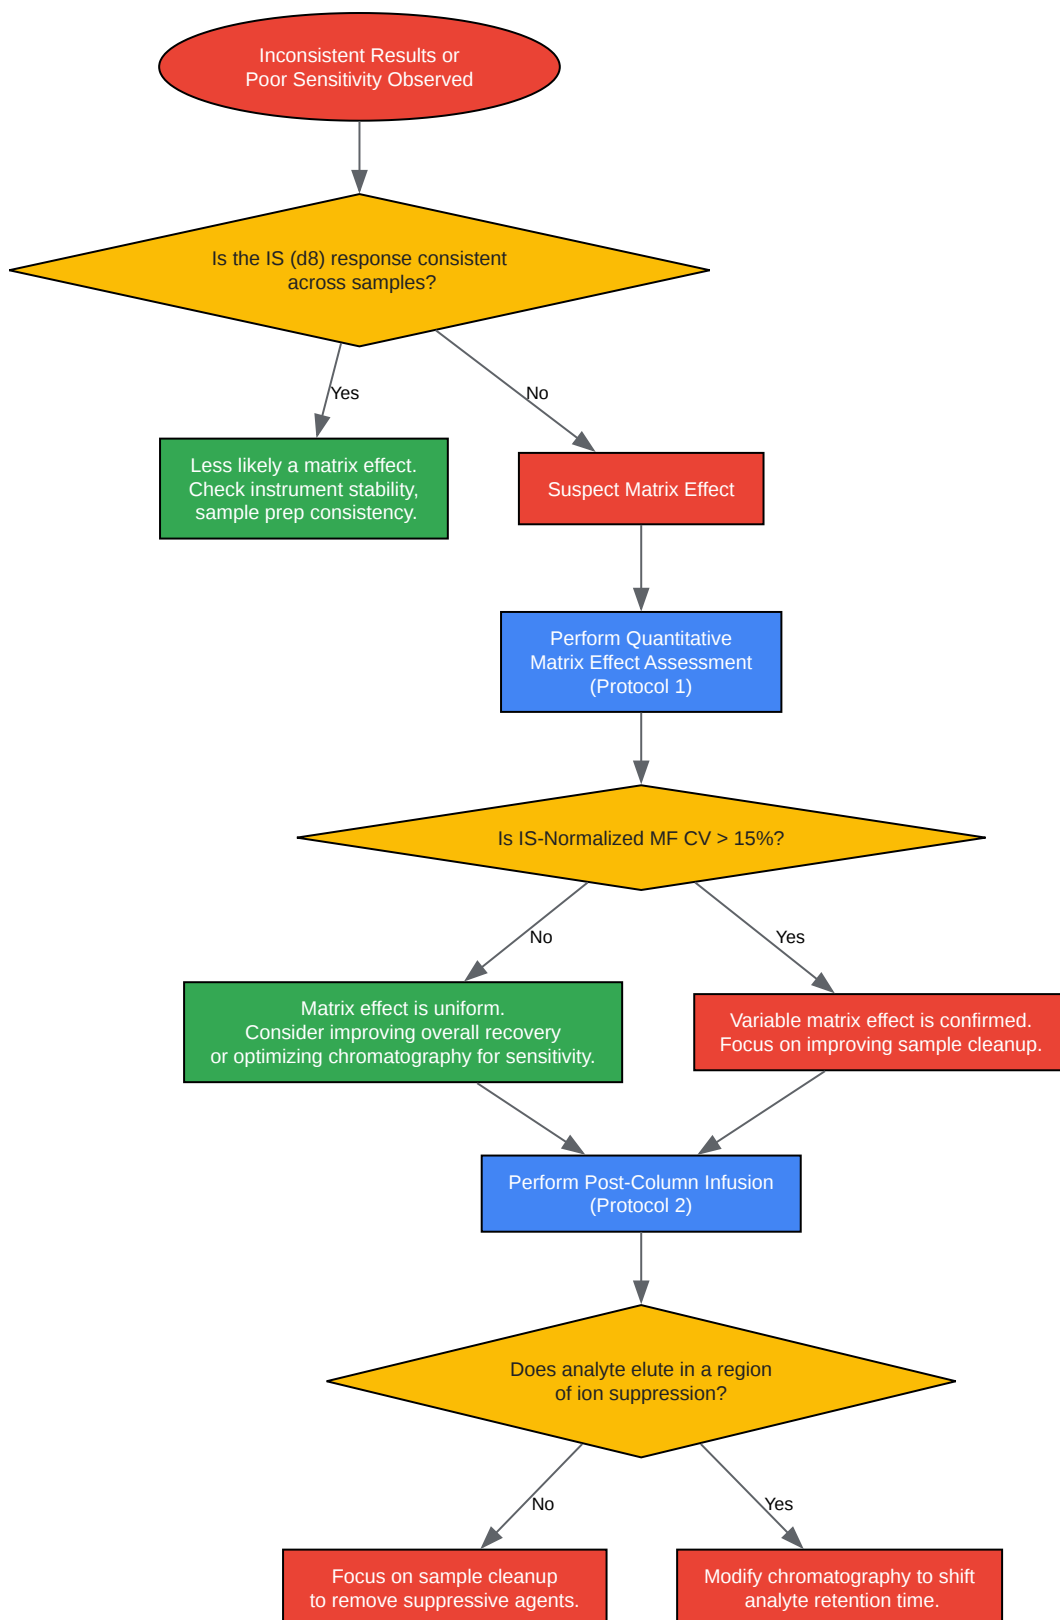 Inconsistent Results or
Poor Sensitivity Observed
Is the IS (d8) response consistent
across samples?
Yes
No
Less likely a matrix effect.
Check instrument stability,
sample prep consistency.
Suspect Matrix Effect
Perform Quantitative
Matrix Effect Assessment
(Protocol 1)
Is IS-Normalized MF CV > 15%?
No
Yes
Matrix effect is uniform.
Consider improving overall recovery
or optimizing chromatography for sensitivity.
Variable matrix effect is confirmed.
Focus on improving sample cleanup.
Perform Post-Column Infusion
(Protocol 2)
Does analyte elute in a region
of ion suppression?
No
Yes
Focus on sample cleanup
to remove suppressive agents.
Modify chromatography to shift
analyte retention time.